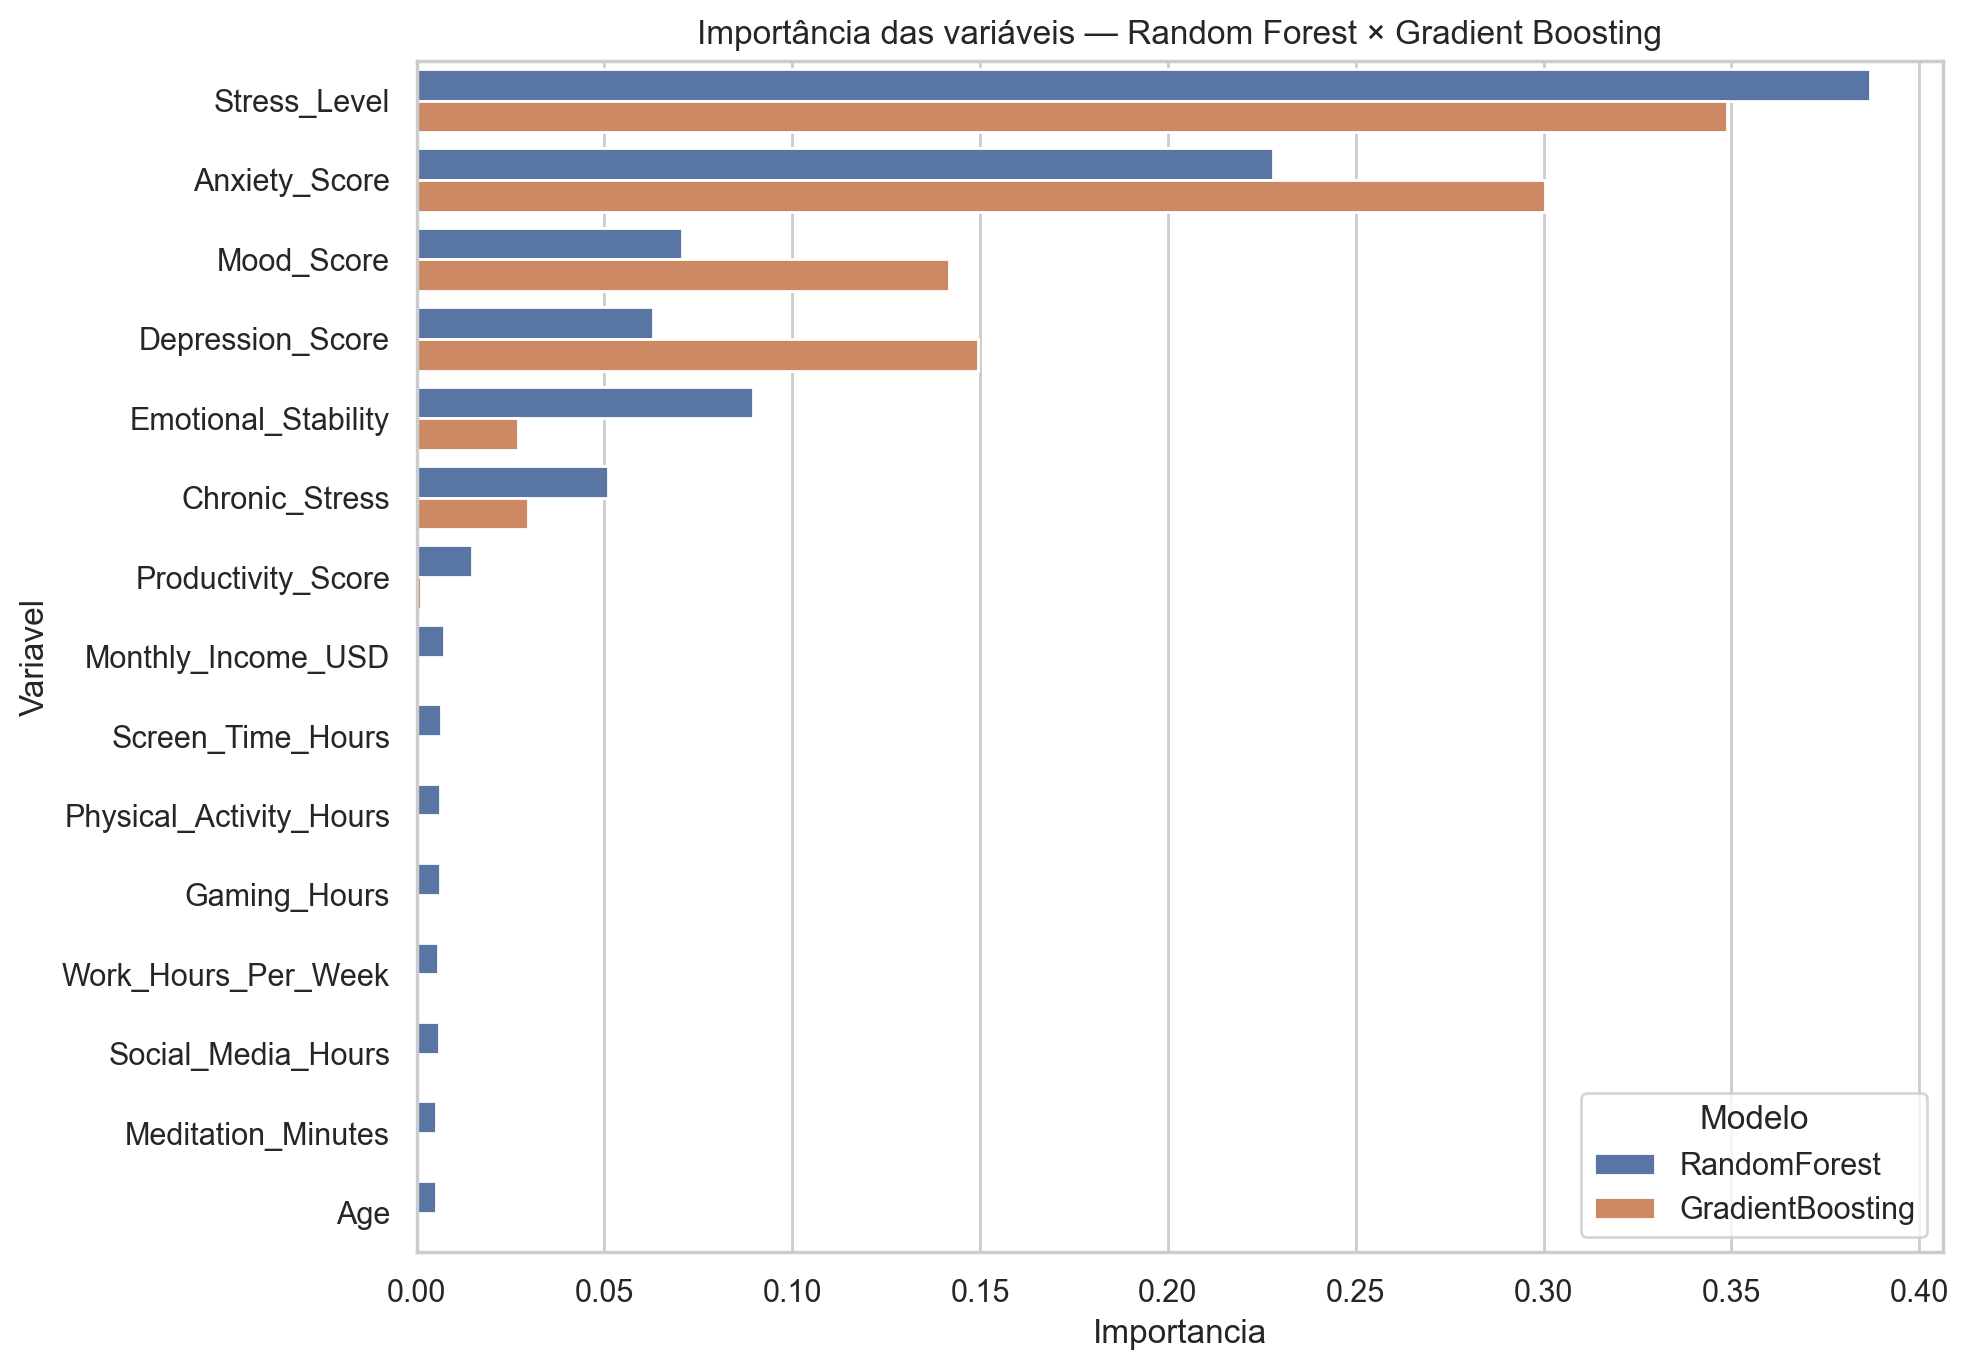 Importância das variáveis — Random Forest × Gradient Boosting
Variavel
Stress_Level
Anxiety_Score
Mood_Score
Depression_Score
Emotional_Stability
Chronic_Stress
Productivity_Score
Monthly_Income_USD
Screen_Time_Hours
Physical_Activity_Hours
Gaming_Hours
Work_Hours_Per_Week
Social_Media_Hours
Meditation_Minutes
Age
Modelo
RandomForest
GradientBoosting
0.00 0.05 0.10 0.15 0.20 0.25 0.30 0.35 0.40
Importancia